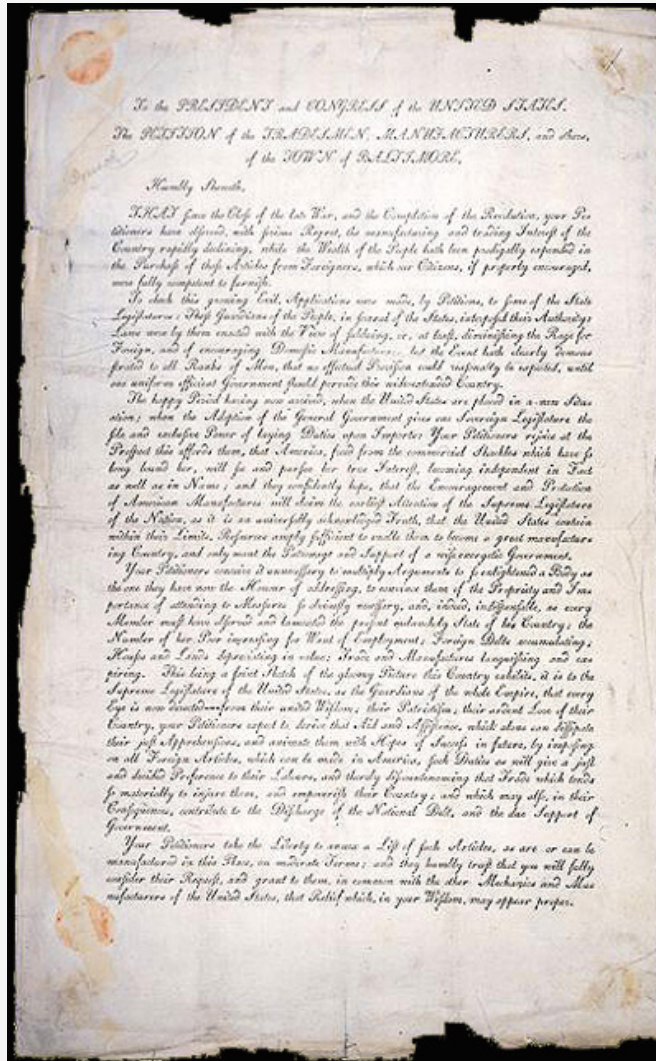 To the PRESIDENT and CONGRESS of the UNITED STATES.
The PETITION of the TRADESMEN, MANUFACTURERS, and others,
of the TOWN of BALTIMORE,
Humbly Sheweth,
THAT since the Close of the late War, and the Completion of the Revolution, your Pe-
titioners have observed, with serious Regret, the manufacturing and trading Interest of the
Country rapidly declining, while the Wealth of the People hath been prodigally expended in
the Purchase of those Articles from Foreigners, which our Citizens, if properly encouraged,
were fully competent to furnish.
To check this growing Evil, Applications were made, by Petitions, to some of the State
Legislatures: These Guardians of the People, in several of the States, interposed their Authority:
Laws were by them enacted with the View of subduing, or, at least, diminishing the Rage for
Foreign, and of encouraging Domestic Manufactures; but the Event hath clearly demon-
strated to all Ranks of Men, that no effectual Provision could reasonably be expected, until
one uniform efficient Government should pervade this wide-extended Country.
The happy Period having now arrived, when the United States are placed in a new Situ-
ation; when the Adoption of the General Government gives one Sovereign Legislature the
sole and exclusive Power of laying Duties upon Imports; Your Petitioners rejoice at the
Prospect this affords them, that America, freed from the commercial Shackles which have so
long bound her, will see and pursue her true Interest, becoming independent in Fact
as well as in Name; and they confidently hope, that the Encouragement and Protection
of American Manufactures will claim the earliest Attention of the Supreme Legislature
of the Nation, as it is an universally acknowledged Truth, that the United States contain
within their Limits, Resources amply sufficient to enable them to become a great manufactur-
ing Country, and only want the Patronage and Support of a wise energetic Government.
Your Petitioners conceive it unnecessary to multiply Arguments to so enlightened a Body as
the one they have now the Honour of addressing, to convince them of the Propriety and Im-
portance of attending to Measures so obviously necessary, and, indeed, indispensable, as every
Member must have observed and lamented the present melancholy State of his Country; the
Number of her Poor increasing for Want of Employment; Foreign Debts accumulating;
Houses and Lands depreciating in value; Trade and Manufactures languishing and ex-
piring. This being a faint Sketch of the gloomy Picture this Country exhibits, it is to the
Supreme Legislature of the United States, as the Guardians of the whole Empire, that every
Eye is now directed—from their united Wisdom, their Patriotism, their ardent Love of their
Country, your Petitioners expect to derive that Aid and Assistance, which alone can dissipate
their just Apprehensions, and animate them with Hopes of Success in future, by imposing
on all Foreign Articles, which can be made in America, such Duties as will give a just
and decided Preference to their Labours, and thereby discountenancing that Trade which tends
so materially to injure them, and impoverish their Country; and which may also, in their
Consequences, contribute to the Discharge of the National Debt, and the due Support of
Government.
Your Petitioners take the Liberty to annex a List of such Articles, as are or can be
manufactured in this Place, on moderate Terms; and they humbly trust that you will fully
consider their Request, and grant to them, in common with the other Mechanics and Ma-
nufacturers of the United States, that Relief which, in your Wisdom, may appear proper.